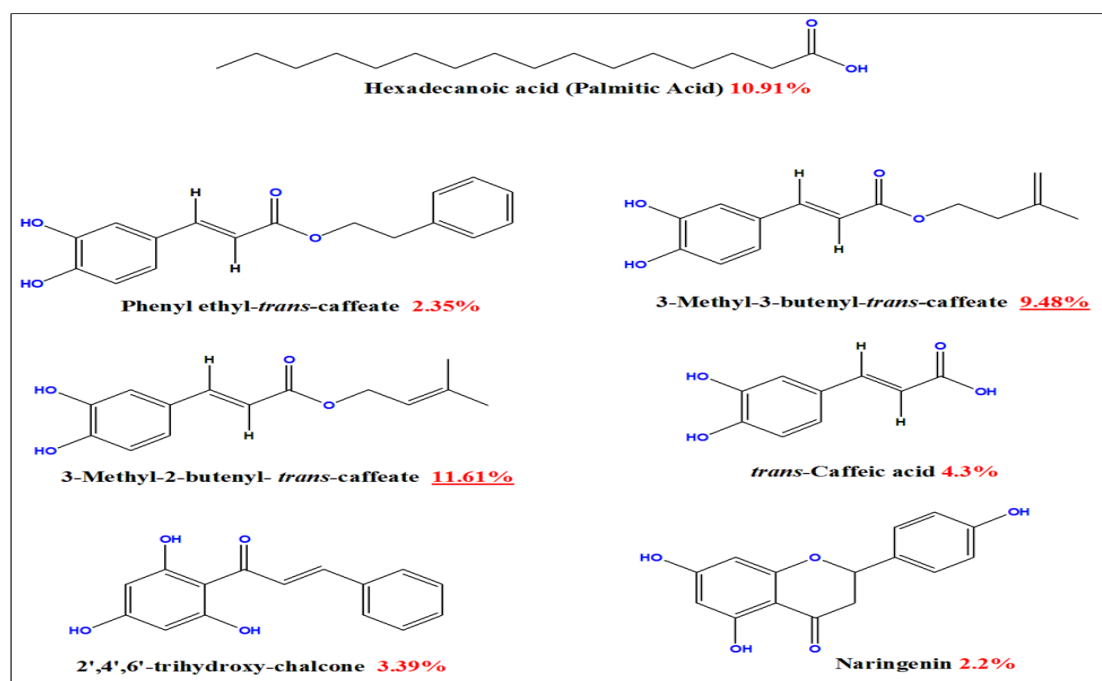 O
OH
Hexadecanoic acid (Palmitic Acid) 10.91%
H
O
HO
O
HO
H
Phenyl ethyl-trans-caffeate 2.35%
H
O
HO
O
HO
H
3-Methyl-3-butenyl-trans-caffeate 9.48%
H
O
HO
O
HO
H
3-Methyl-2-butenyl- trans-caffeate 11.61%
H
O
HO
OH
HO
H
trans-Caffeic acid 4.3%
OH
O
HO
OH
2',4',6'-trihydroxy-chalcone 3.39%
OH
HO
O
OH
O
Naringenin 2.2%